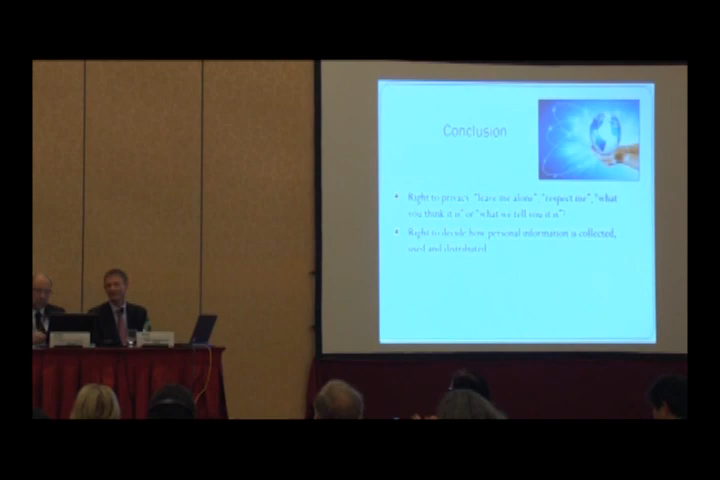 Conclusion
Right to privacy: "leave me alone", "respect me", "what
you think it is" or "what we tell you it is"?
Right to decide how personal information is collected,
used and distributed